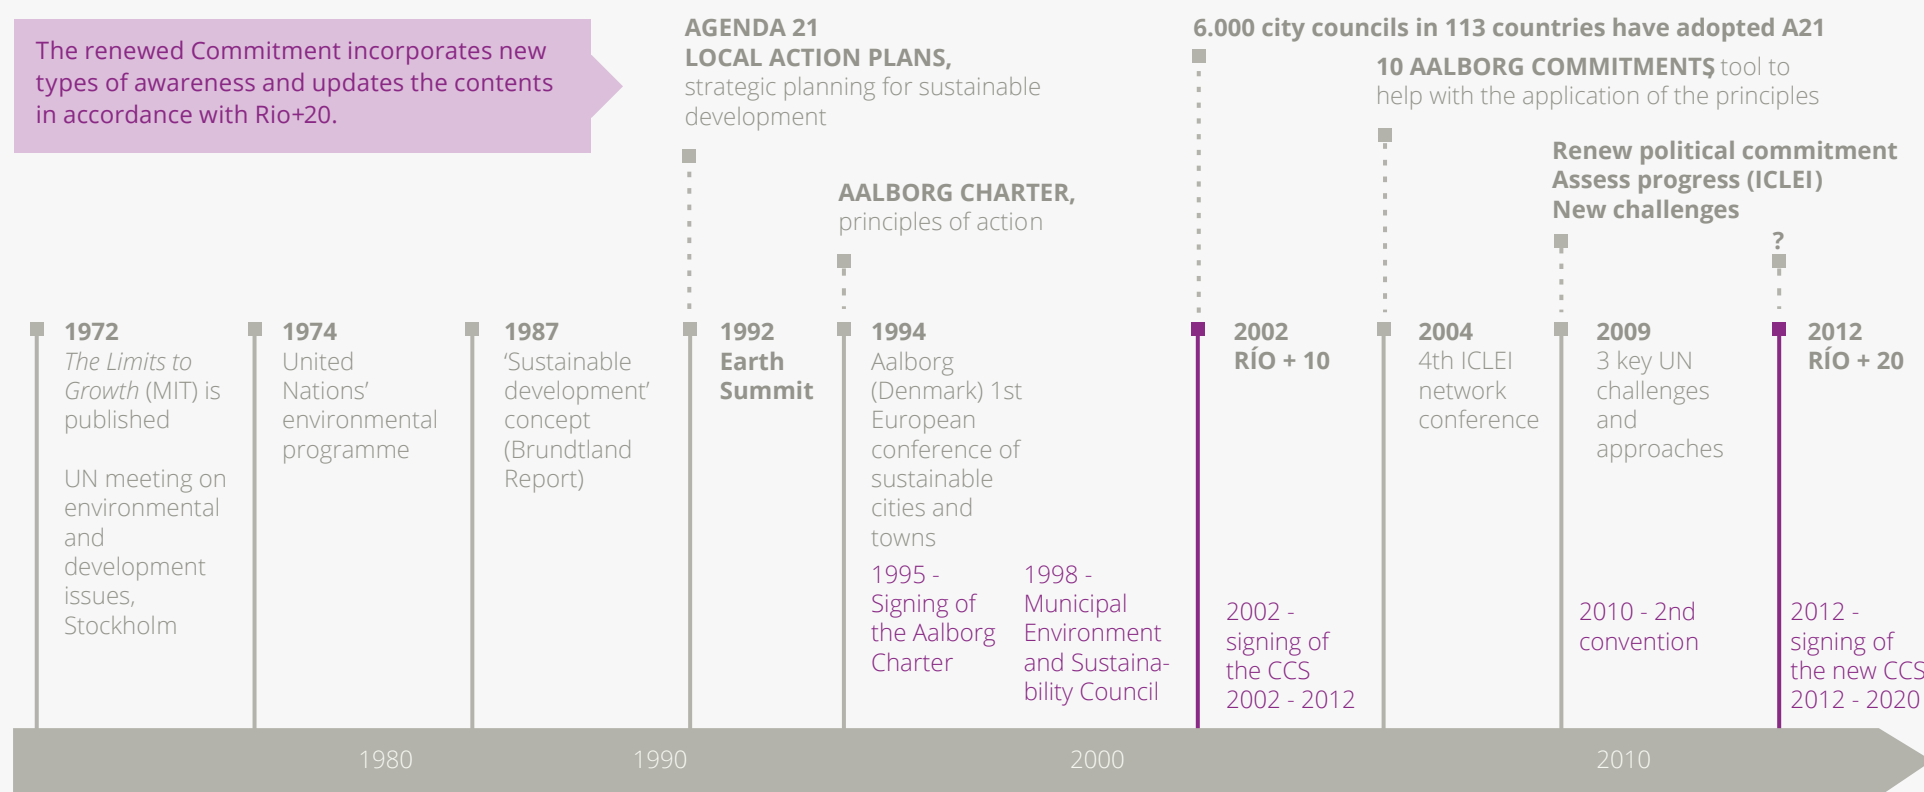 The renewed Commitment incorporates new
types of awareness and updates the contents
in accordance with Rio+20.
AGENDA 21
LOCAL ACTION PLANS,
strategic planning for sustainable
development
AALBORG CHARTER,
principles of action
6.000 city councils in 113 countries have adopted A21
10 AALBORG COMMITMENTS, tool to
help with the application of the principles
Renew political commitment
Assess progress (ICLEI)
New challenges
?
1972
The Limits to
Growth (MIT) is
published
UN meeting on
environmental
and
development
issues,
Stockholm
1974
United
Nations’
environmental
programme
1987
‘Sustainable
development’
concept
(Brundtland
Report)
1992
Earth
Summit
1994
Aalborg
(Denmark) 1st
European
conference of
sustainable
cities and
towns
1995 -
Signing of
the Aalborg
Charter
1998 -
Municipal
Environment
and Sustaina-
bility Council
2002
RÍO + 10
2002 -
signing of
the CCS
2002 - 2012
2004
4th ICLEI
network
conference
2009
3 key UN
challenges
and
approaches
2010 - 2nd
convention
2012
RÍO + 20
2012 -
signing of
the new CCS
2012 - 2020
1980
1990
2000
2010